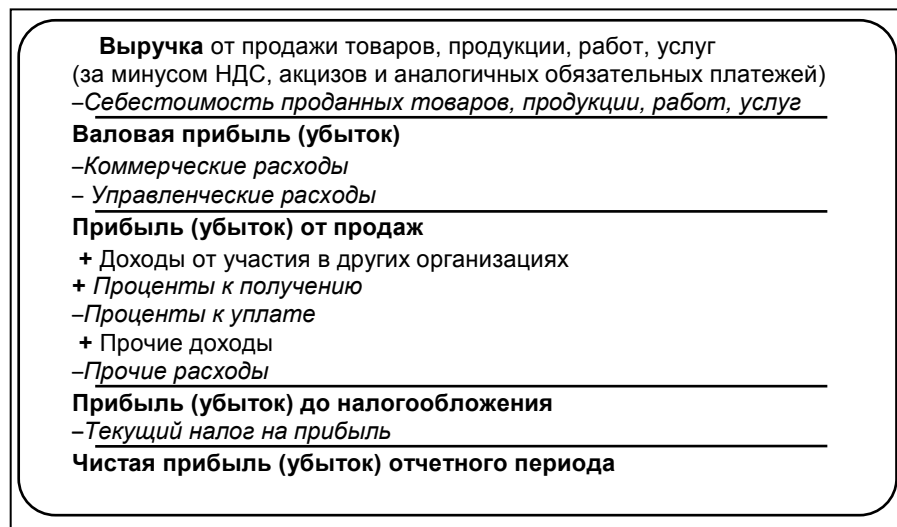 Выручка от продажи товаров, продукции, работ, услуг
(за минусом НДС, акцизов и аналогичных обязательных платежей)
–Себестоимость проданных товаров, продукции, работ, услуг
Валовая прибыль (убыток)
–Коммерческие расходы
– Управленческие расходы
Прибыль (убыток) от продаж
+ Доходы от участия в других организациях
+ Проценты к получению
–Проценты к уплате
+ Прочие доходы
–Прочие расходы
Прибыль (убыток) до налогообложения
–Текущий налог на прибыль
Чистая прибыль (убыток) отчетного периода